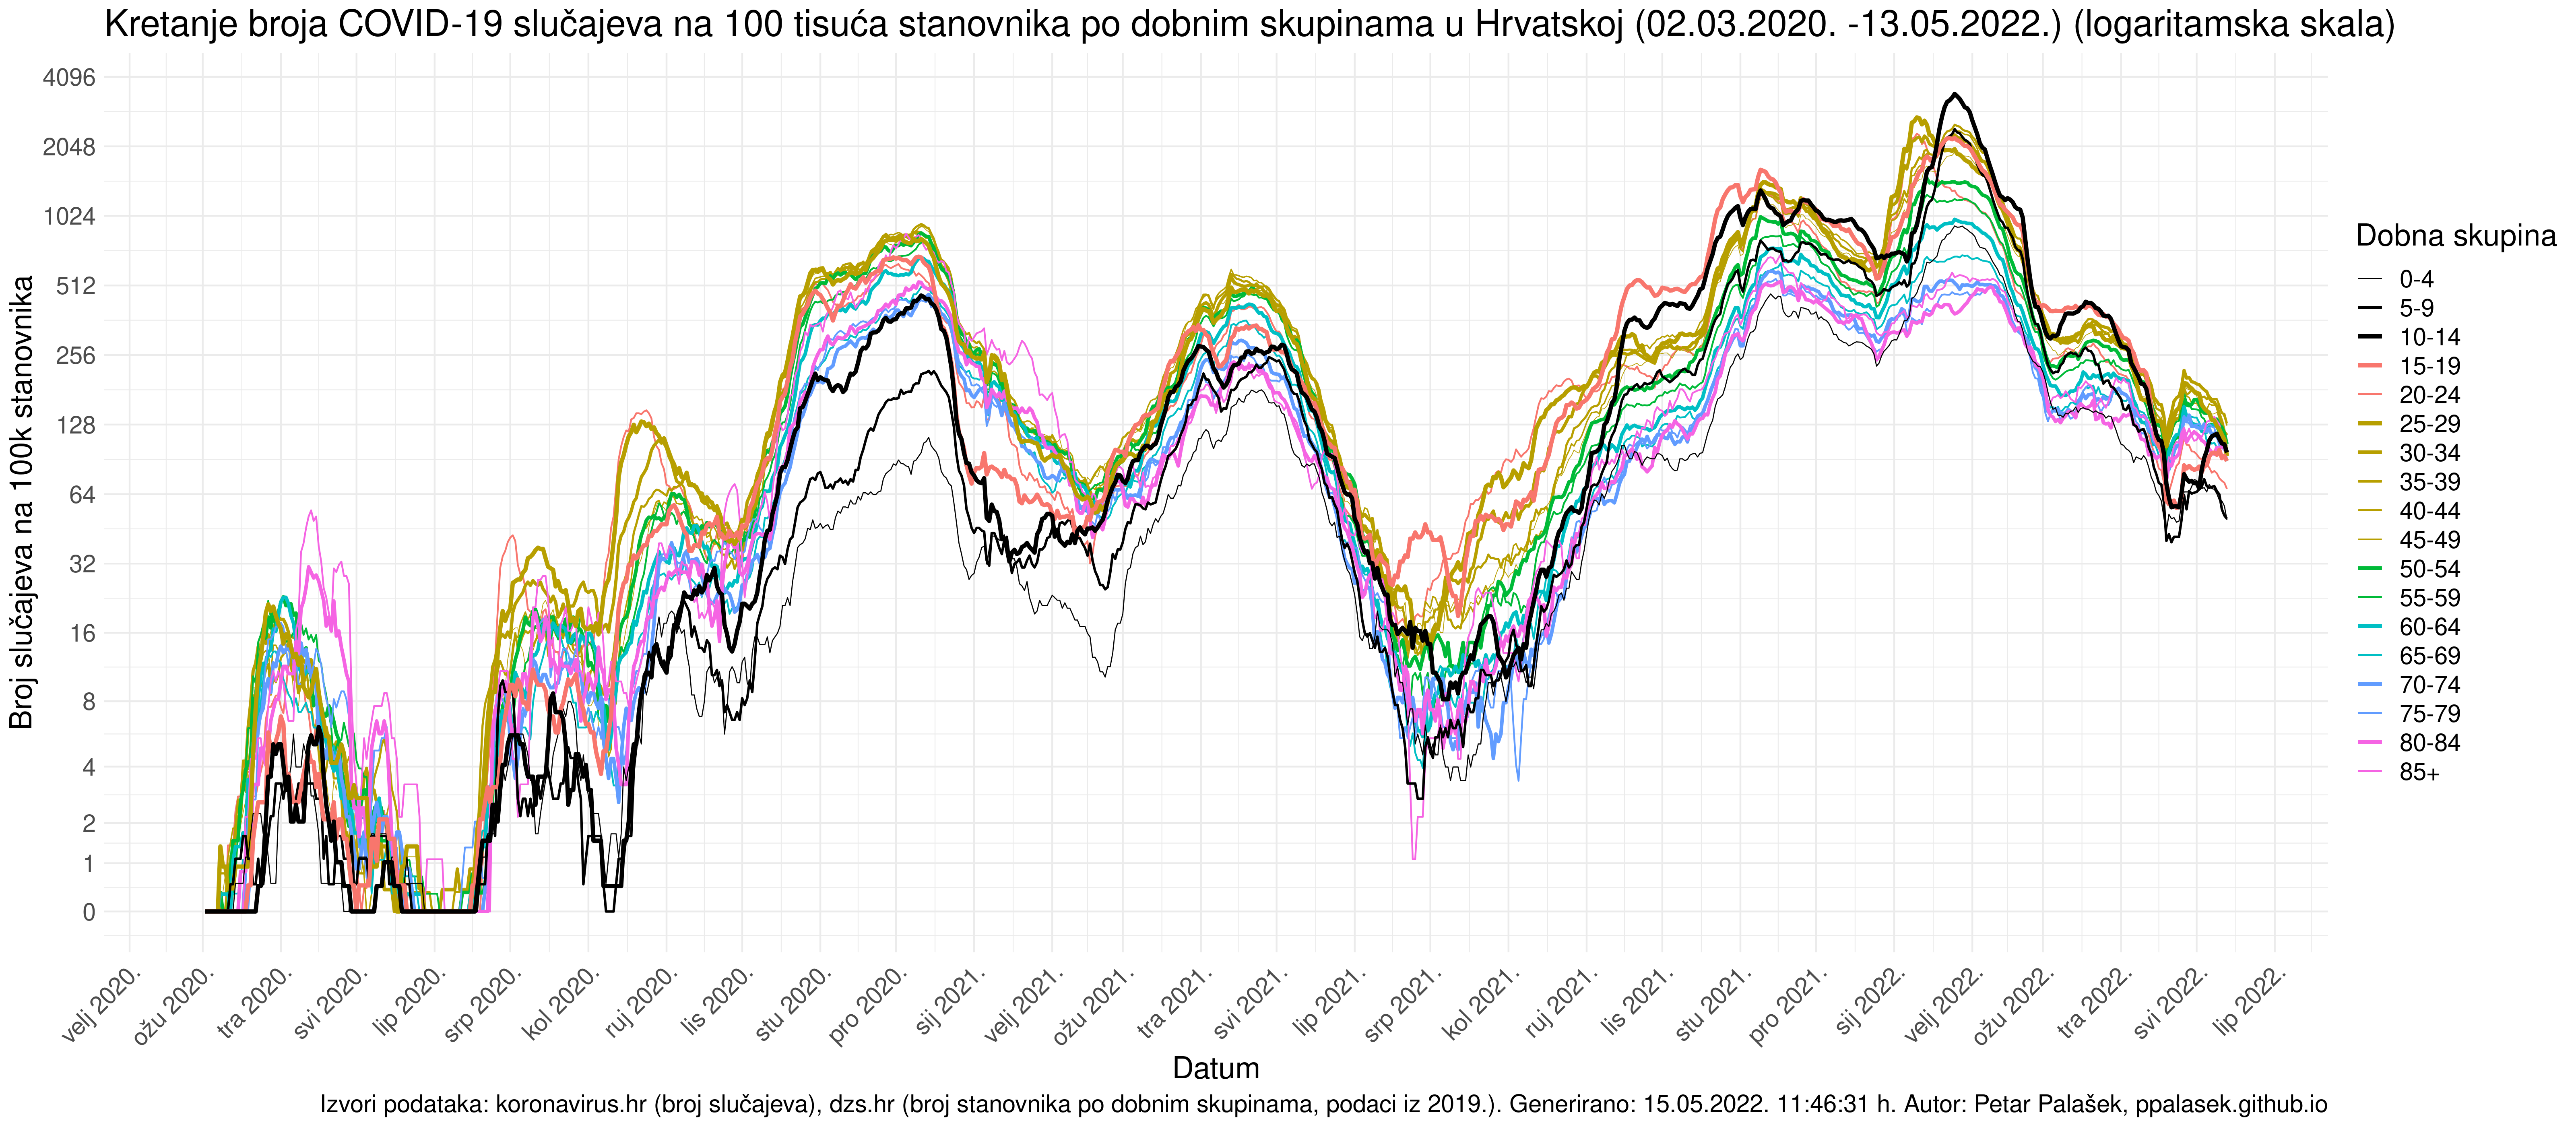 Kretanje broja COVID-19 slučajeva na 100 tisuća stanovnika po dobnim skupinama u Hrvatskoj (02.03.2020. -13.05.2022.) (logaritamska skala)
Broj slučajeva na 100k stanovnika
4096
2048
1024
512
256
128
64
32
16
8
4
2
1
0
velj 2020.
ožu 2020.
tra 2020.
svi 2020.
lip 2020.
srp 2020.
kol 2020.
ruj 2020.
lis 2020.
stu 2020.
pro 2020.
sij 2021.
velj 2021.
ožu 2021.
tra 2021.
svi 2021.
lip 2021.
srp 2021.
kol 2021.
ruj 2021.
lis 2021.
stu 2021.
pro 2021.
sij 2022.
velj 2022.
ožu 2022.
tra 2022.
svi 2022.
lip 2022.
Datum
Dobna skupina
0-4
5-9
10-14
15-19
20-24
25-29
30-34
35-39
40-44
45-49
50-54
55-59
60-64
65-69
70-74
75-79
80-84
85+
Izvori podataka: koronavirus.hr (broj slučajeva), dzs.hr (broj stanovnika po dobnim skupinama, podaci iz 2019.). Generirano: 15.05.2022. 11:46:31 h. Autor: Petar Palašek, ppalasek.github.io